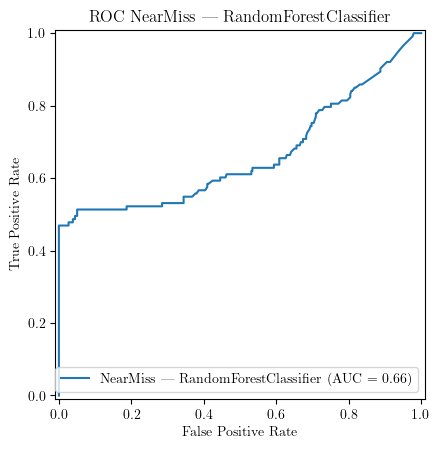 ROC NearMiss — RandomForestClassifier
1.0
0.8
0.6
0.4
0.2
0.0
True Positive Rate
NearMiss — RandomForestClassifier (AUC = 0.66)
0.0 0.2 0.4 0.6 0.8 1.0
False Positive Rate